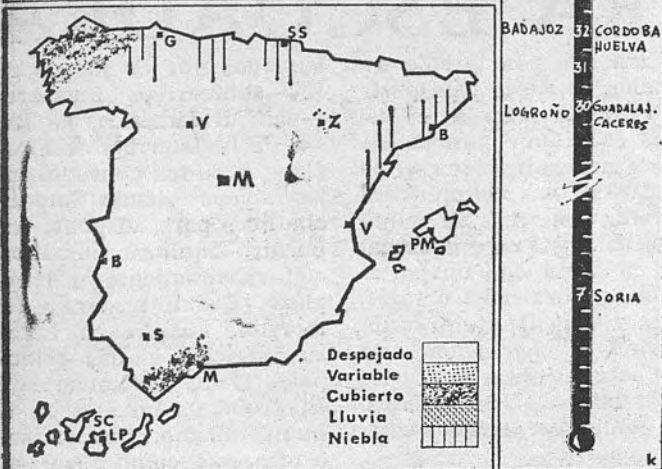 G
SS
V
Z
B
M
V
PM
B
S
M
SC
LP
Despejado
Variable
Cubierto
Lluvia
Niebla
BADAJOZ 32 CORDOBA
HUELVA
31
LOGROÑO 30 GUADALAJ.
CACERES
7 SORIA
k